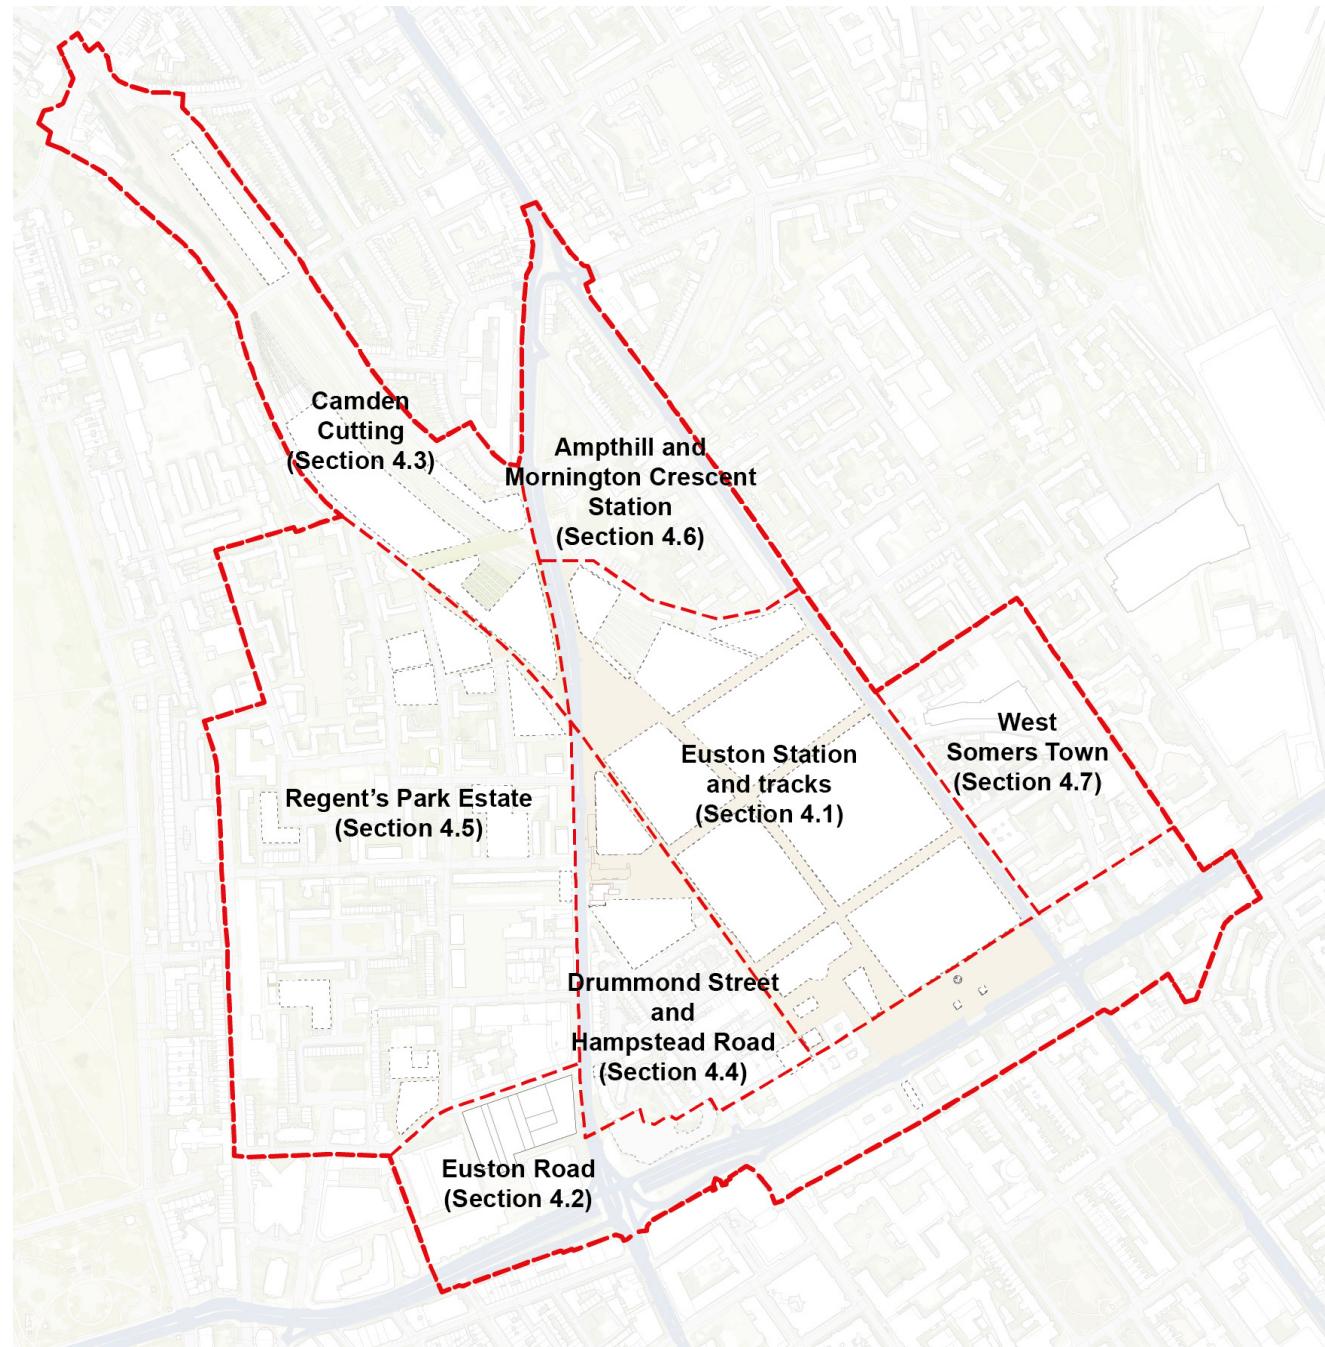 Camden
Cutting
(Section 4.3)
Ampthill and
Mornington Crescent
Station
(Section 4.6)
West
Somers Town
(Section 4.7)
Euston Station
and tracks
(Section 4.1)
Regent’s Park Estate
(Section 4.5)
Drummond Street
and
Hampstead Road
(Section 4.4)
Euston Road
(Section 4.2)